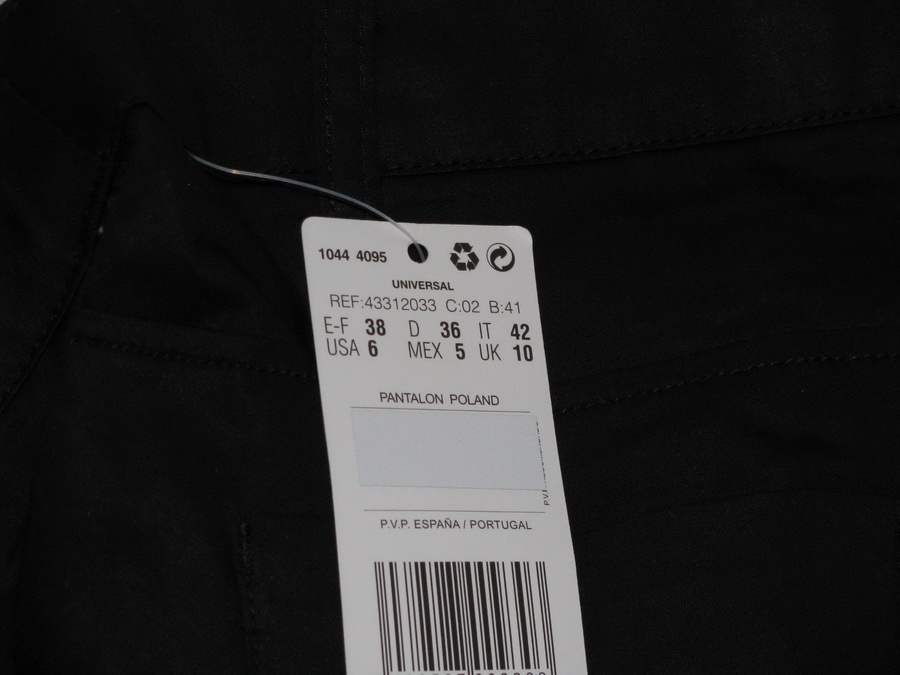 1044 4095
UNIVERSAL
REF:43312033 C:02 B:41
E-F 38 D 36 IT 42
USA 6 MEX 5 UK 10
PANTALON POLAND
P.V.P. ESPAÑA / PORTUGAL